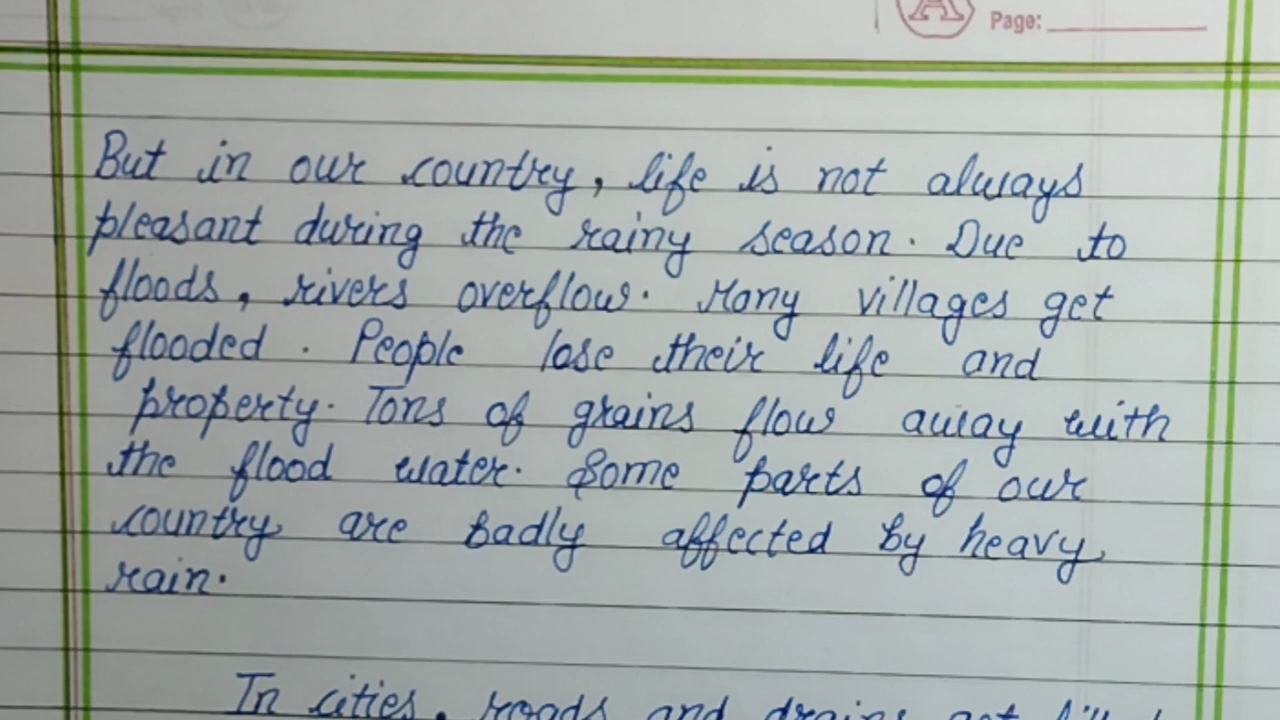 Page:
But in our country, life is not always
pleasant during the rainy season. Due to
floods, rivers overflow. Many villages get
flooded. People lose their life and
property. Tons of grains flow away with
the flood water. Some parts of our
country are badly affected by heavy
rain.
In cities, roads and drains get